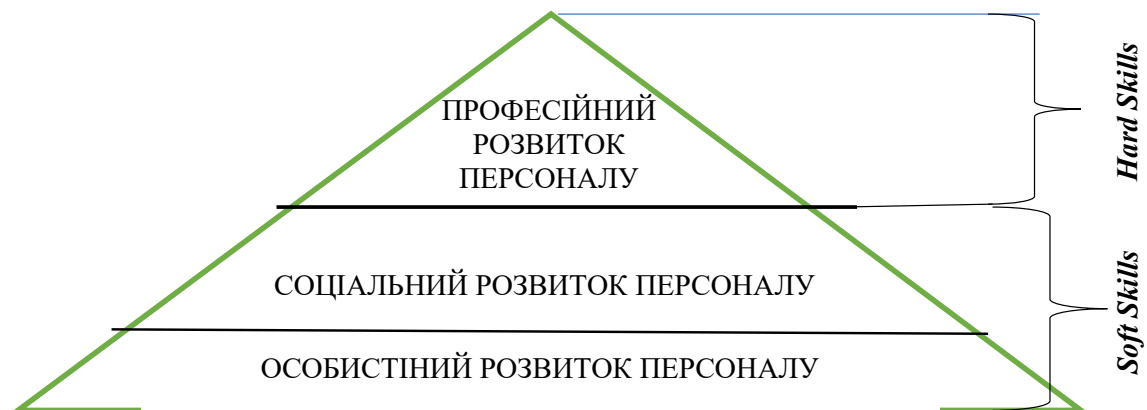 ПРОФЕСІЙНИЙ
РОЗВИТОК
ПЕРСОНАЛУ
СОЦІАЛЬНИЙ РОЗВИТОК ПЕРСОНАЛУ
ОСОБИСТІНИЙ РОЗВИТОК ПЕРСОНАЛУ
Hard Skills
Soft Skills